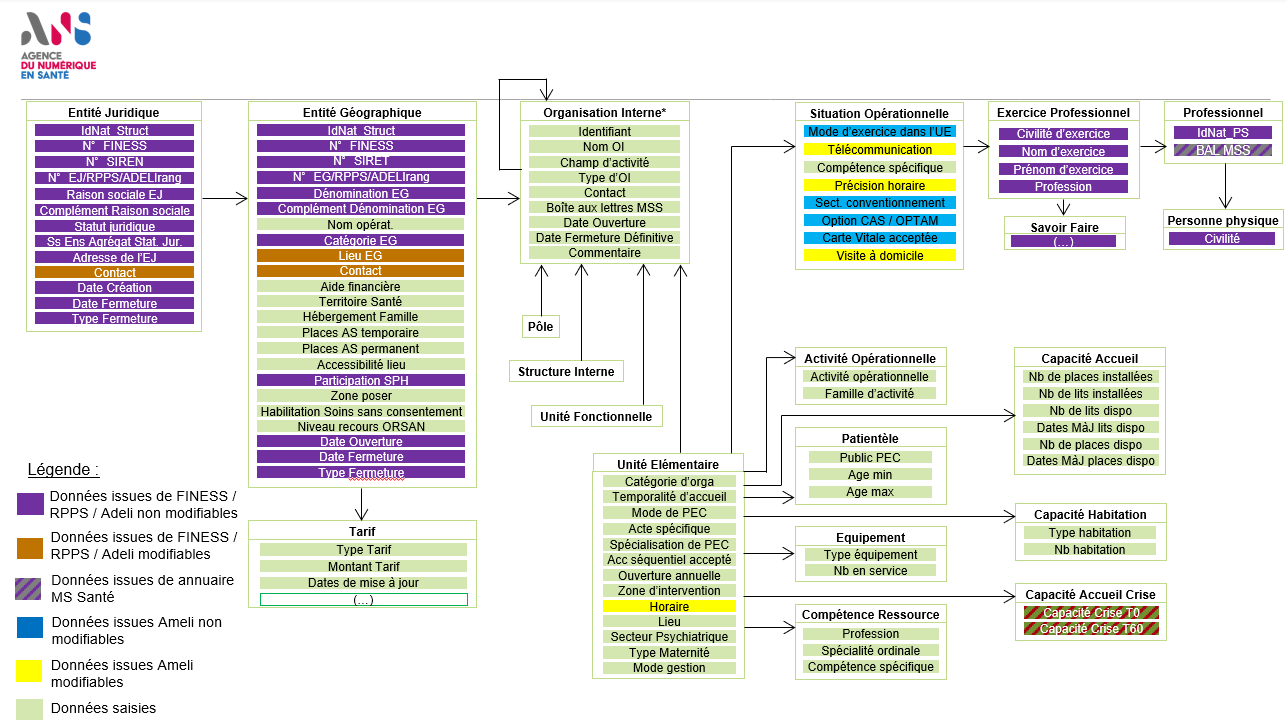 ANS
AGENCE
DU NUMÉRIQUE
EN SANTÉ
Entité Juridique
IdNat_Struct
N° FINESS
N° SIREN
N° EJ/RPPS/ADELIrang
Raison sociale EJ
Complément Raison sociale
Statut juridique
Ss Ens Agrégat Stat. Jur.
Adresse de l'EJ
Contact
Date Création
Date Fermeture
Type Fermeture
Entité Géographique
IdNat_Struct
N° FINESS
N° SIRET
N° EG/RPPS/ADELIrang
Dénomination EG
Complément Dénomination EG
Nom opérat.
Catégorie EG
Lieu EG
Contact
Aide financière
Territoire Santé
Hébergement Famille
Places AS temporaire
Places AS permanent
Accessibilité lieu
Participation SPH
Zone poser
Habilitation Soins sans consentement
Niveau recours ORSAN
Date Ouverture
Date Fermeture
Type Fermeture
Tarif
Type Tarif
Montant Tarif
Dates de mise à jour
(...)
Organisation Interne*
Identifiant
Nom OI
Champ d'activité
Type d'OI
Contact
Boîte aux lettres MSS
Date Ouverture
Date Fermeture Définitive
Commentaire
Pôle
Structure Interne
Unité Fonctionnelle
Unité Elémentaire
Catégorie d'orga
Temporalité d'accueil
Mode de PEC
Acte spécifique
Spécialisation de PEC
Acc séquentiel accepté
Ouverture annuelle
Zone d'intervention
Horaire
Lieu
Secteur Psychiatrique
Type Maternité
Mode gestion
Situation Opérationnelle
Mode d'exercice dans l'UE
Télécommunication
Compétence spécifique
Précision horaire
Sect. conventionnement
Option CAS / OPTAM
Carte Vitale acceptée
Visite à domicile
Exercice Professionnel
Civilité d'exercice
Nom d'exercice
Prénom d'exercice
Profession
Savoir Faire
(...)
Professionnel
IdNat_PS
BAL MSS
Personne physique
Civilité
Activité Opérationnelle
Activité opérationnelle
Famille d'activité
Patientèle
Public PEC
Age min
Age max
Equipement
Type équipement
Nb en service
Compétence Ressource
Profession
Spécialité ordinale
Compétence spécifique
Capacité Accueil
Nb de places installées
Nb de lits installées
Nb de lits dispo
Dates MàJ lits dispo
Nb de places dispo
Dates MàJ places dispo
Capacité Habitation
Type habitation
Nb habitation
Capacité Accueil Crise
Capacité Crise T0
Capacité Crise T60
Légende :
Données issues de FINESS /
RPPS / Adeli non modifiables
Données issues de FINESS /
RPPS / Adeli modifiables
Données issues de annuaire
MS Santé
Données issues Ameli non
modifiables
Données issues Ameli
modifiables
Données saisies